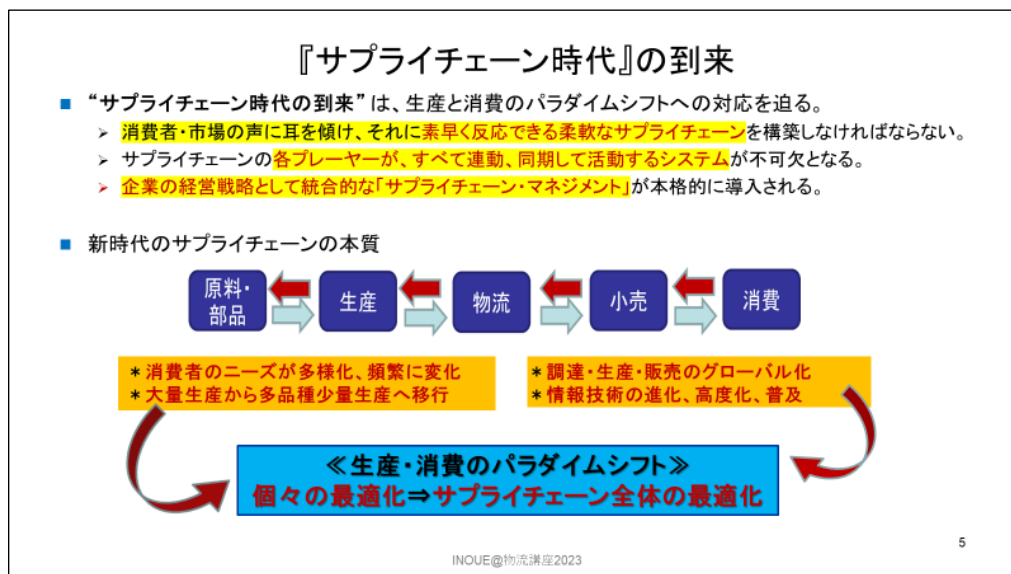 『サプライチェーン時代』の到来
■ “サプライチェーン時代の到来” は、生産と消費のパラダイムシフトへの対応を迫る。
➢ 消費者・市場の声に耳を傾け、それに素早く反応できる柔軟なサプライチェーンを構築しなければならない。
➢ サプライチェーンの各プレーヤーが、すべて連動、同期して活動するシステムが不可欠となる。
➢ 企業の経営戦略として統合的な「サプライチェーン・マネジメント」が本格的に導入される。
■ 新時代のサプライチェーンの本質
原料・
部品
生産
物流
小売
消費
* 消費者のニーズが多様化、頻繁に変化
* 大量生産から多品種少量生産へ移行
* 調達・生産・販売のグローバル化
* 情報技術の進化、高度化、普及
≪生産・消費のパラダイムシフト≫
個々の最適化⇒サプライチェーン全体の最適化
5
INOUE@物流講座2023